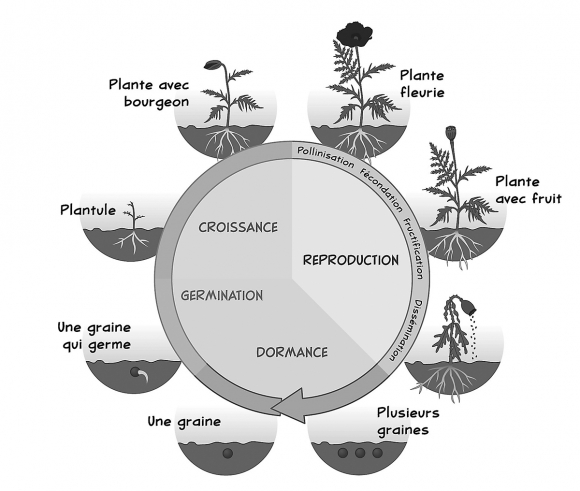 Plante avec
bourgeon
Plante
fleurie
Plante
avec fruit
Plantule
Pollinisation Fécondation Fructification Dissémination
CROISSANCE
REPRODUCTION
GERMINATION
DORMANCE
Une graine
qui germe
Une graine
Plusieurs
graines